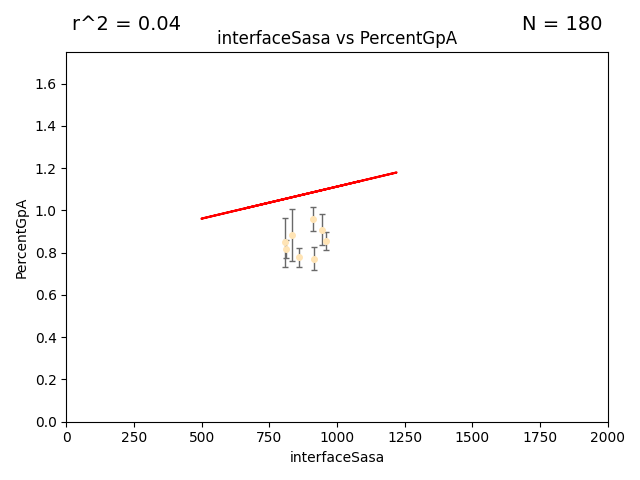 r^2 = 0.04
N = 180
interfaceSasa vs PercentGpA
PercentGpA
1.6
1.4
1.2
1.0
0.8
0.6
0.4
0.2
0.0
0 250 500 750 1000 1250 1500 1750 2000
interfaceSasa